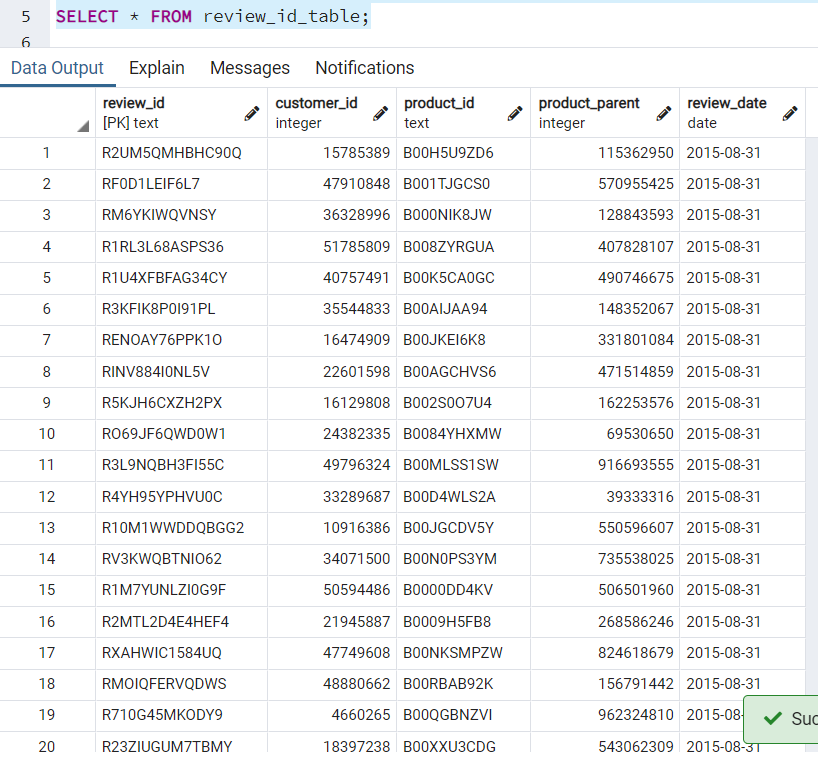 5 SELECT * FROM review_id_table;
6
Data Output Explain Messages Notifications
review_id customer_id product_id product_parent review_date
[PK] text integer text integer date
1 R2UM5QMHBHC90Q 15785389 B00H5U9ZD6 115362950 2015-08-31
2 RF0D1LEIF6L7 47910848 B001TJGCS0 570955425 2015-08-31
3 RM6YKIWQVNSY 36328996 B000NIK8JW 128843593 2015-08-31
4 R1RL3L68ASPS36 51785809 B008ZYRGUA 407828107 2015-08-31
5 R1U4XFBFAG34CY 40757491 B00K5CA0GC 490746675 2015-08-31
6 R3KFIK8P0I91PL 35544833 B00AIJAA94 148352067 2015-08-31
7 RENOAY76PPK1O 16474909 B00JKEI6K8 331801084 2015-08-31
8 RINV884I0NL5V 22601598 B00AGCHVS6 471514859 2015-08-31
9 R5KJH6CXZH2PX 16129808 B002S0O7U4 162253576 2015-08-31
10 RO69JF6QWD0W1 24382335 B0084YHXMW 69530650 2015-08-31
11 R3L9NQBH3FI55C 49796324 B00MLSS1SW 916693555 2015-08-31
12 R4YH95YPHVU0C 33289687 B00D4WLS2A 39333316 2015-08-31
13 R10M1WWDDQBGG2 10916386 B00JGCDV5Y 550596607 2015-08-31
14 RV3KWQBTNIO62 34071500 B00N0PS3YM 735538025 2015-08-31
15 R1M7YUNLZI0G9F 50594486 B0000DD4KV 506501960 2015-08-31
16 R2MTL2D4E4HEF4 21945887 B0009H5FB8 268586246 2015-08-31
17 RXAHWIC1584UQ 47749608 B00NKSMPZW 824618679 2015-08-31
18 RMOIQFERVQDWS 48880662 B00RBAB92K 156791442 2015-08-31
19 R710G45MKODY9 4660265 B00QGBNZVI 962324810 2015-08- Suc
20 R23ZIUGUM7TBMY 18397238 B00XXU3CDG 543062309 2015-08-